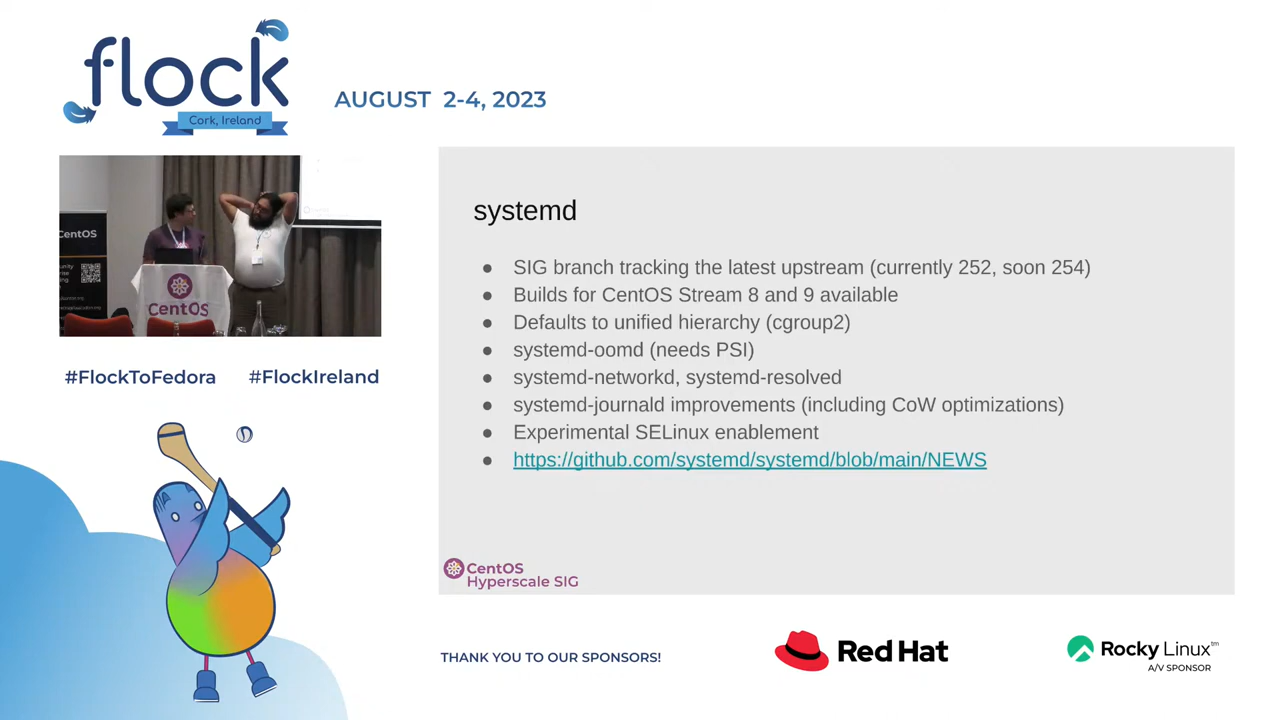 flock
Cork, Ireland
AUGUST 2-4, 2023
CentOS
CentOS
#FlockToFedora
#FlockIreland
systemd
● SIG branch tracking the latest upstream (currently 252, soon 254)
● Builds for CentOS Stream 8 and 9 available
● Defaults to unified hierarchy (cgroup2)
● systemd-oomd (needs PSI)
● systemd-networkd, systemd-resolved
● systemd-journald improvements (including CoW optimizations)
● Experimental SELinux enablement
● https://github.com/systemd/systemd/blob/main/NEWS
CentOS
Hyperscale SIG
THANK YOU TO OUR SPONSORS!
Red Hat
Rocky Linux™
A/V SPONSOR